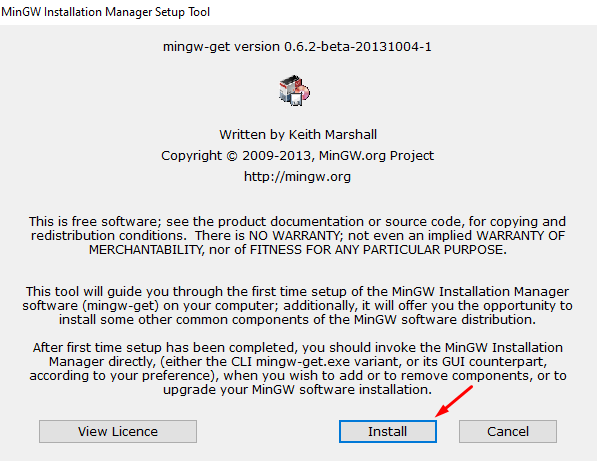 MinGW Installation Manager Setup Tool
mingw-get version 0.6.2-beta-20131004-1
Written by Keith Marshall
Copyright © 2009-2013, MinGW.org Project
http://mingw.org
This is free software; see the product documentation or source code, for copying and
redistribution conditions.  There is NO WARRANTY; not even an implied WARRANTY OF
MERCHANTABILITY, nor of FITNESS FOR ANY PARTICULAR PURPOSE.
This tool will guide you through the first time setup of the MinGW Installation Manager
software (mingw-get) on your computer; additionally, it will offer you the opportunity to
install some other common components of the MinGW software distribution.
After first time setup has been completed, you should invoke the MinGW Installation
Manager directly, (either the CLI mingw-get.exe variant, or its GUI counterpart,
according to your preference), when you wish to add or to remove components, or to
upgrade your MinGW software installation.
View Licence
Install
Cancel